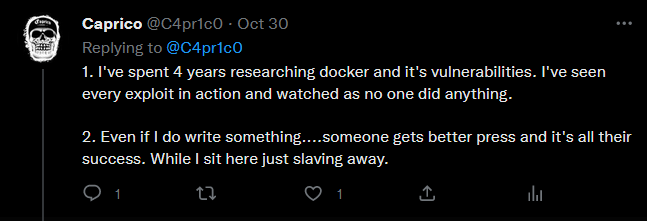 Caprico @C4pr1c0 · Oct 30
Replying to @C4pr1c0
1. I've spent 4 years researching docker and it's vulnerabilities. I've seen
every exploit in action and watched as no one did anything.
2. Even if I do write something....someone gets better press and it's all their
success. While I sit here just slaving away.
1 1